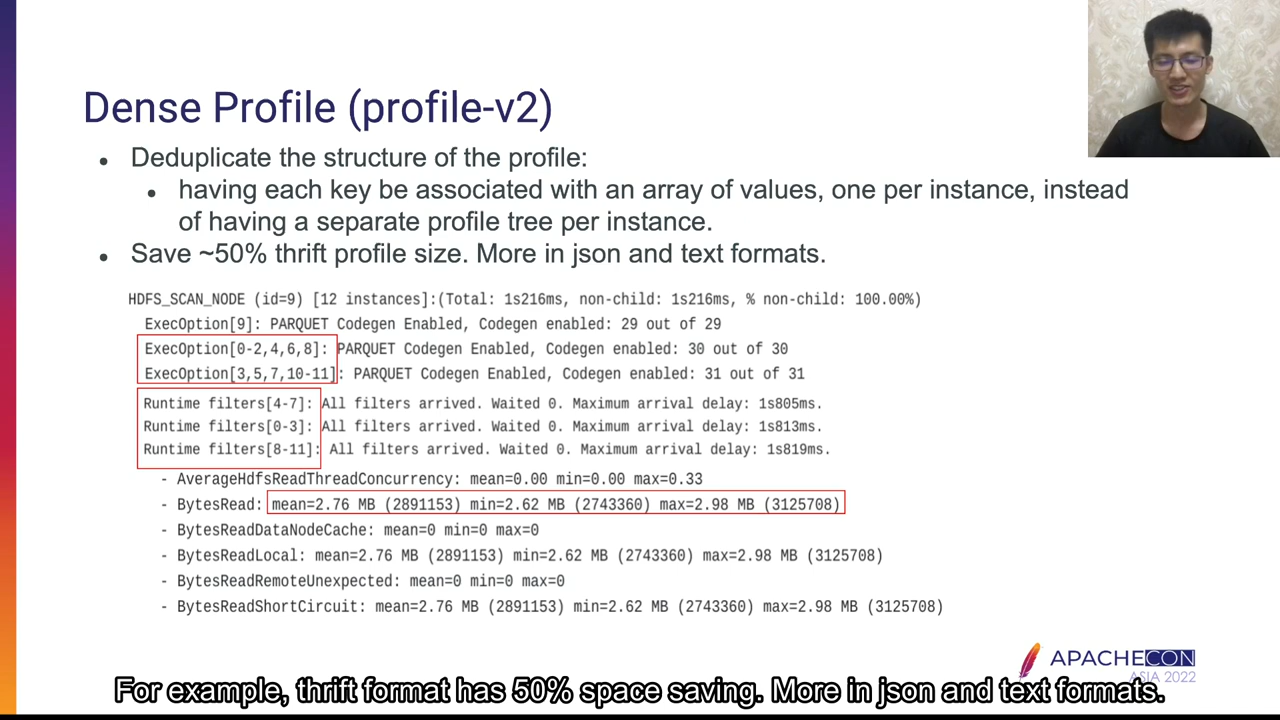 Dense Profile (profile-v2)
• Deduplicate the structure of the profile:
• having each key be associated with an array of values, one per instance, instead
of having a separate profile tree per instance.
• Save ~50% thrift profile size. More in json and text formats.
HDFS_SCAN_NODE (id=9) [12 instances]:(Total: 1s216ms, non-child: 1s216ms, % non-child: 100.00%)
ExecOption[9]: PARQUET Codegen Enabled, Codegen enabled: 29 out of 29
ExecOption[0-2,4,6,8]: PARQUET Codegen Enabled, Codegen enabled: 30 out of 30
ExecOption[3,5,7,10-11]: PARQUET Codegen Enabled, Codegen enabled: 31 out of 31
Runtime filters[4-7]: All filters arrived. Waited 0. Maximum arrival delay: 1s805ms.
Runtime filters[0-3]: All filters arrived. Waited 0. Maximum arrival delay: 1s813ms.
Runtime filters[8-11]: All filters arrived. Waited 0. Maximum arrival delay: 1s819ms.
- AverageHdfsReadThreadConcurrency: mean=0.00 min=0.00 max=0.33
- BytesRead: mean=2.76 MB (2891153) min=2.62 MB (2743360) max=2.98 MB (3125708)
- BytesReadDataNodeCache: mean=0 min=0 max=0
- BytesReadLocal: mean=2.76 MB (2891153) min=2.62 MB (2743360) max=2.98 MB (3125708)
- BytesReadRemoteUnexpected: mean=0 min=0 max=0
- BytesReadShortCircuit: mean=2.76 MB (2891153) min=2.62 MB (2743360) max=2.98 MB (3125708)
APACHECON
ASIA 2022
For example, thrift format has 50% space saving. More in json and text formats.